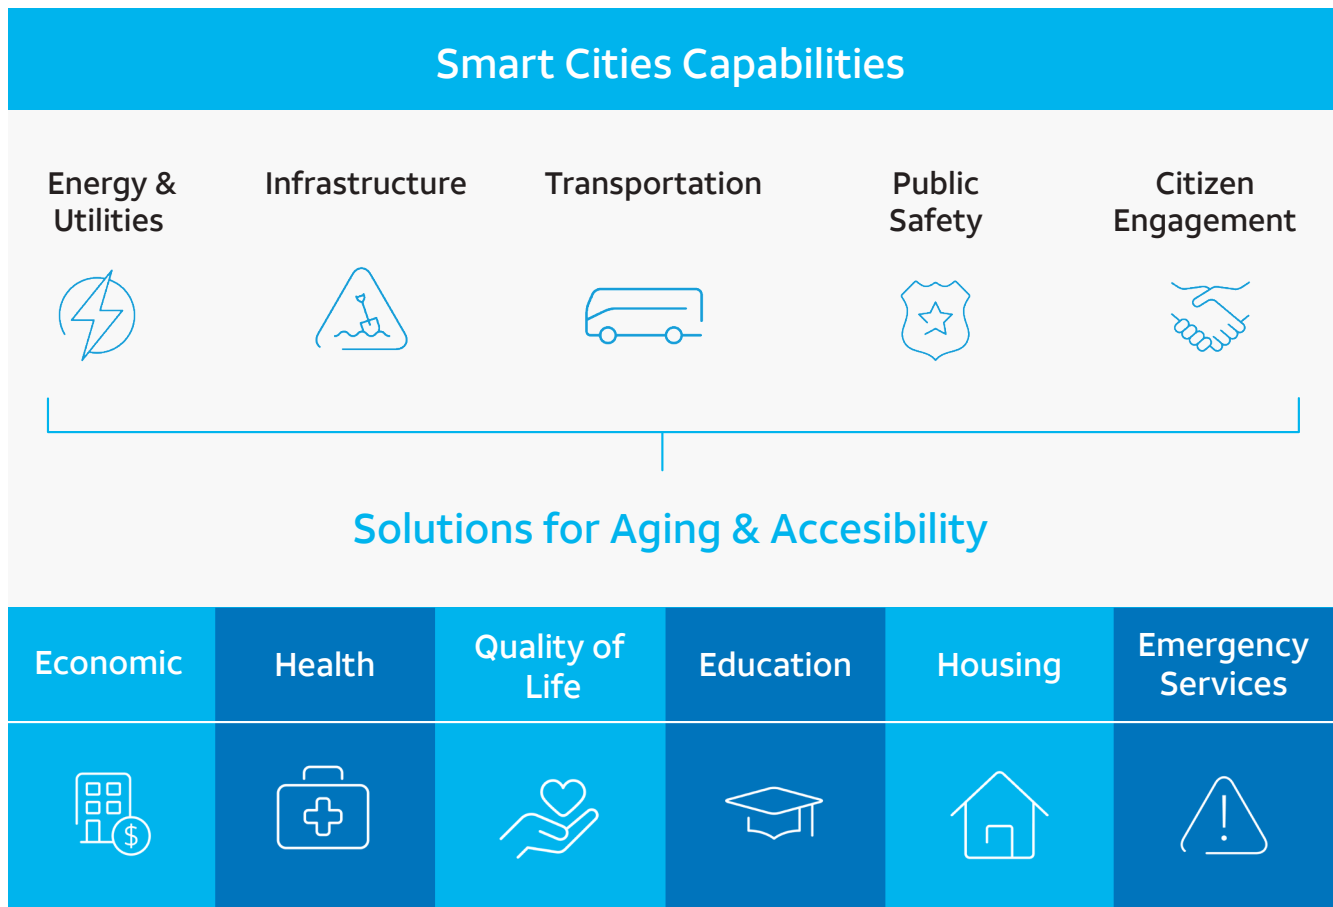 Smart Cities Capabilities
Energy &
Utilities
Infrastructure
Transportation
Public
Safety
Citizen
Engagement
Solutions for Aging & Accesibility
Economic
Health
Quality of
Life
Education
Housing
Emergency
Services
$